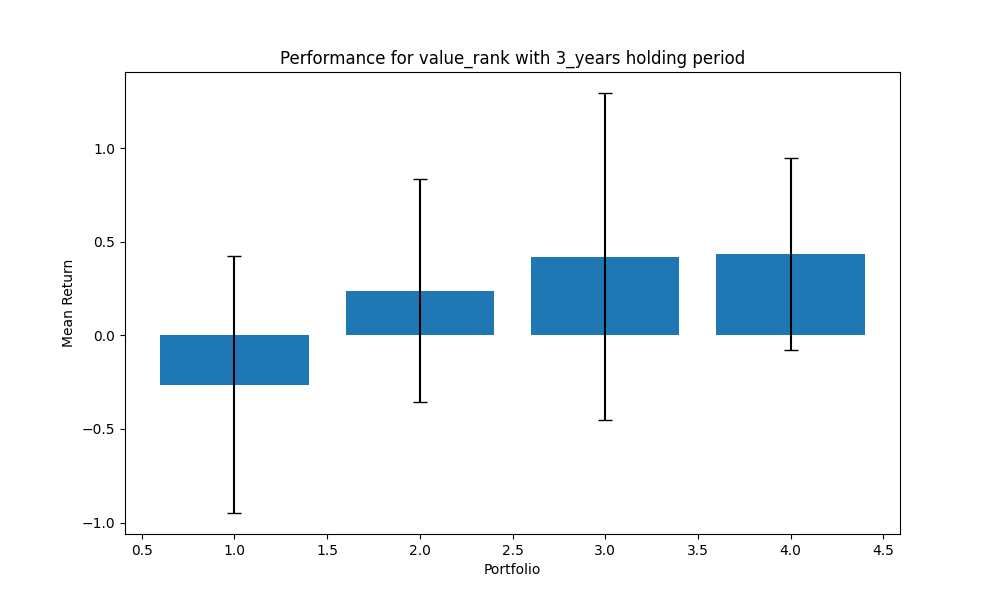 Performance for value_rank with 3_years holding period
Mean Return
1.0
0.5
0.0
−0.5
−1.0
0.5 1.0 1.5 2.0 2.5 3.0 3.5 4.0 4.5
Portfolio